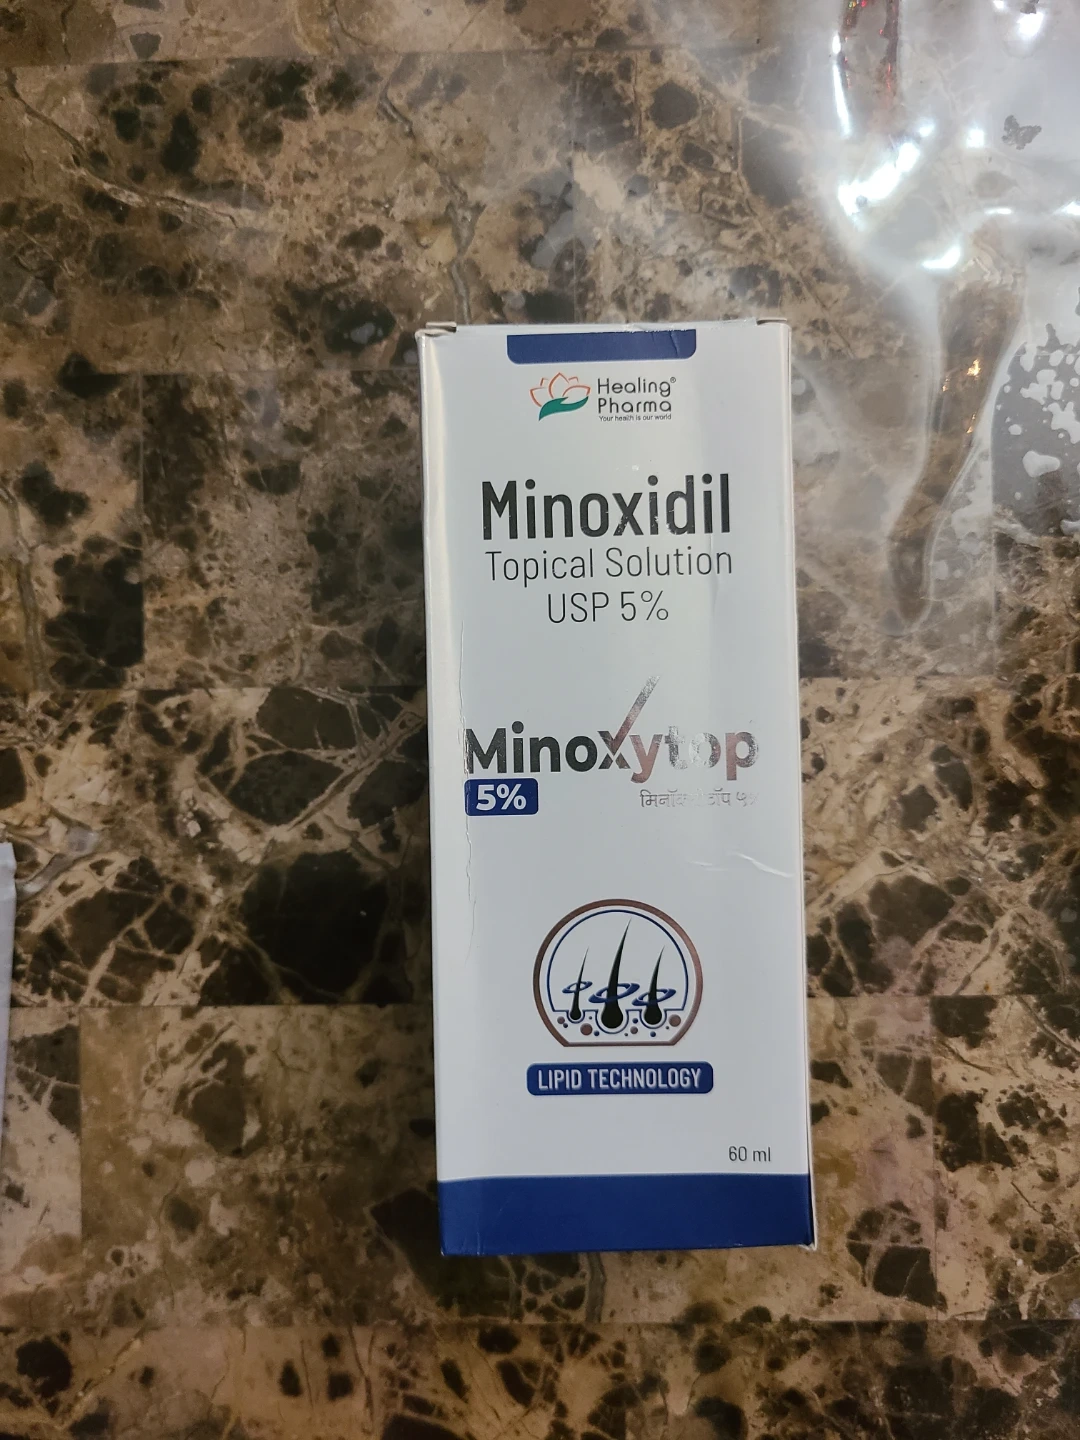 Healing®
Pharma
Your health is our world
Minoxidil
Topical Solution
USP 5%
Minoxytop
5%
LIPID TECHNOLOGY
60 ml